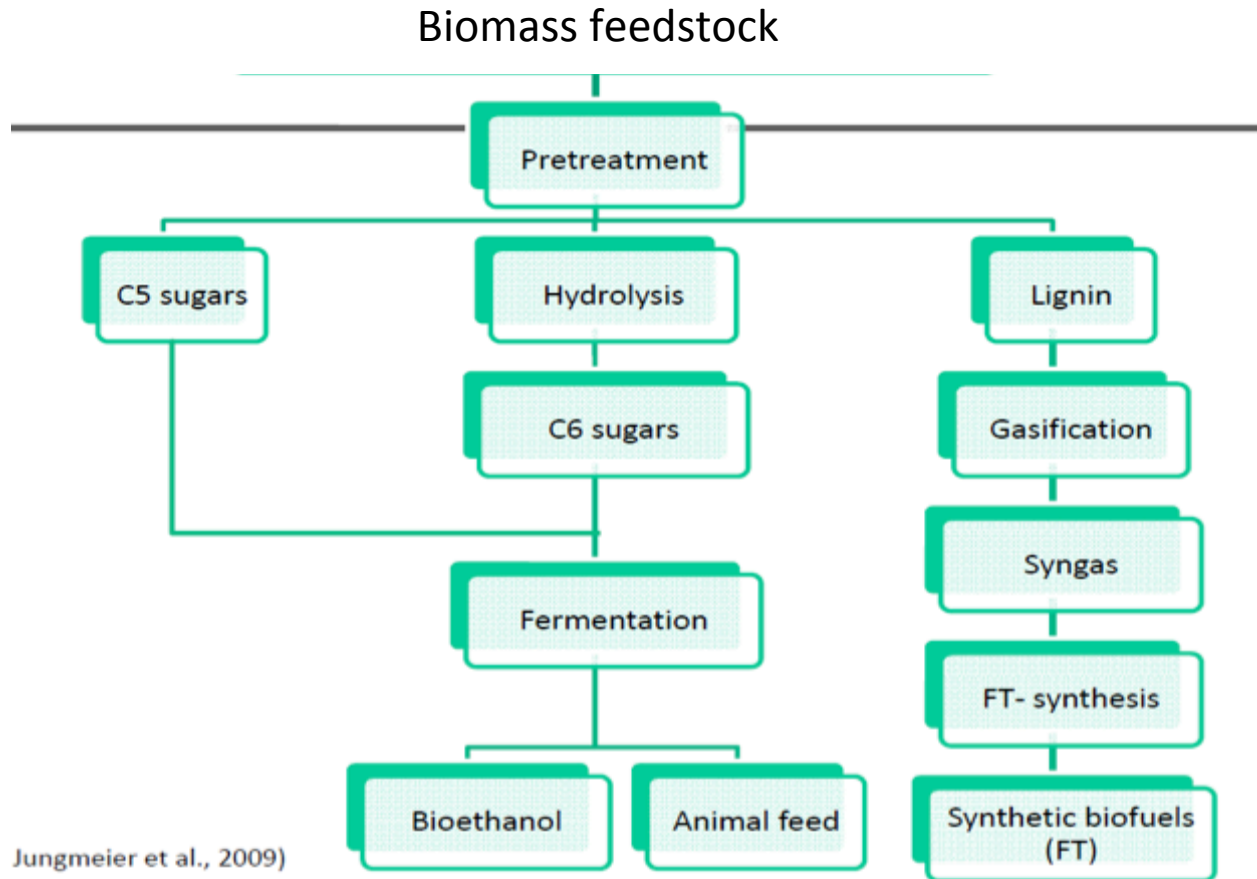 Biomass feedstock
Pretreatment
C5 sugars
Hydrolysis
Lignin
C6 sugars
Gasification
Syngas
Fermentation
FT- synthesis
Bioethanol
Animal feed
Synthetic biofuels
(FT)
Jungmeier et al., 2009)